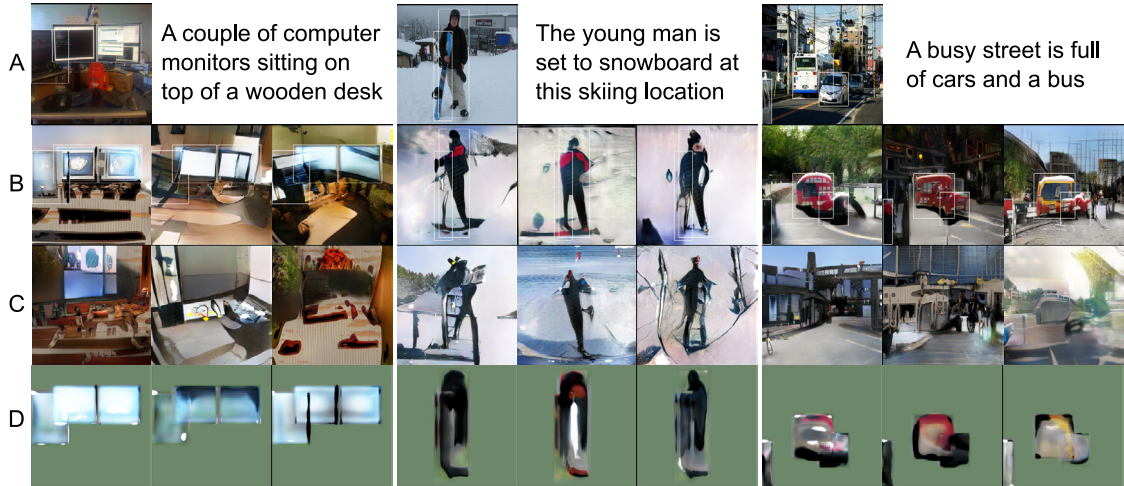 A
A couple of computer
monitors sitting on
top of a wooden desk
The young man is
set to snowboard at
this skiing location
A busy street is full
of cars and a bus
B
C
D